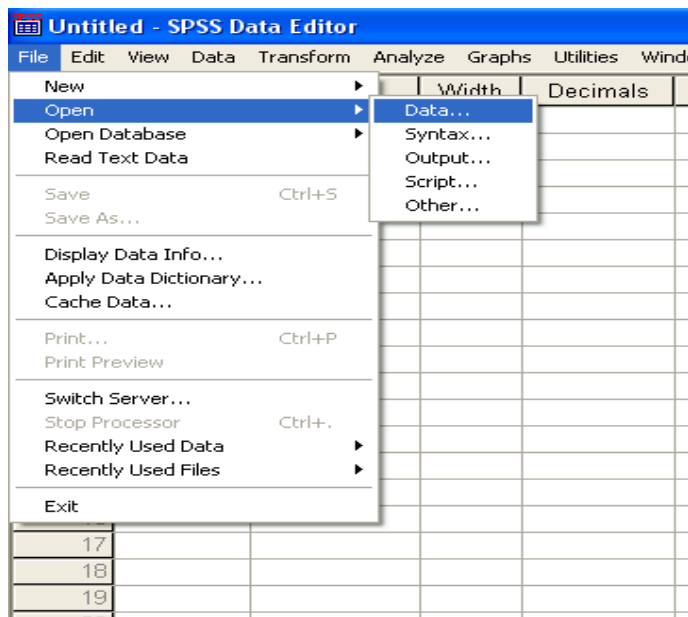 Untitled - SPSS Data Editor
File Edit View Data Transform Analyze Graphs Utilities
Width Decimals
New
Open
Open Database
Read Text Data
Save Ctrl+S
Save As...
Display Data Info...
Apply Data Dictionary...
Cache Data...
Print... Ctrl+P
Print Preview
Switch Server...
Stop Processor Ctrl+.
Recently Used Data
Recently Used Files
Exit
Data...
Syntax...
Output...
Script...
Other...
17
18
19